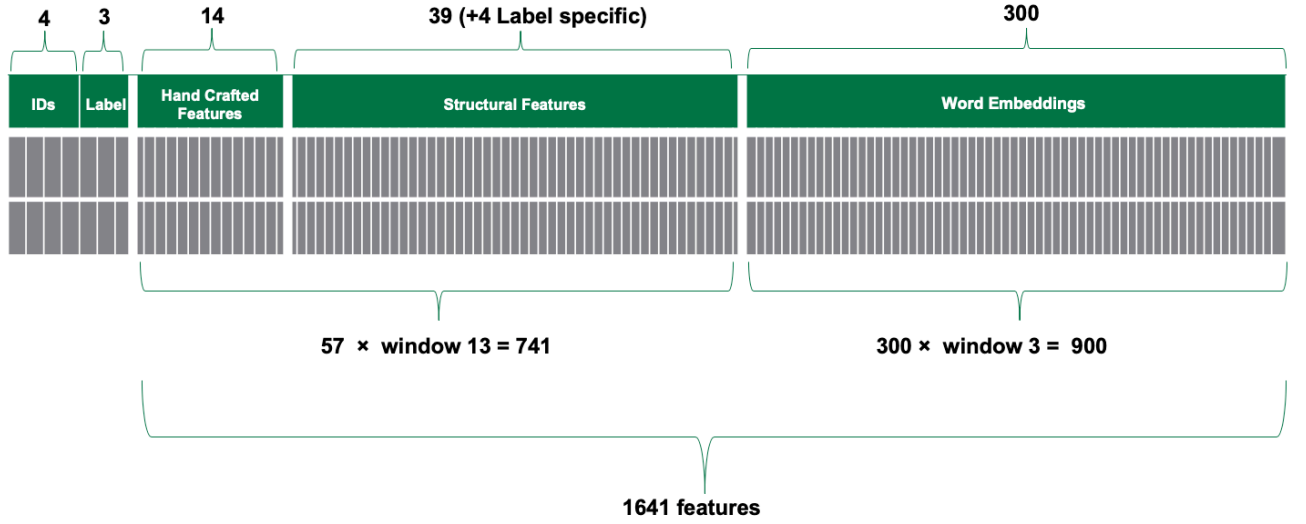 4
3
14
39 (+4 Label specific)
300
IDs
Label
Hand Crafted
Features
Structural Features
Word Embeddings
57 × window 13 = 741
300 × window 3 = 900
1641 features